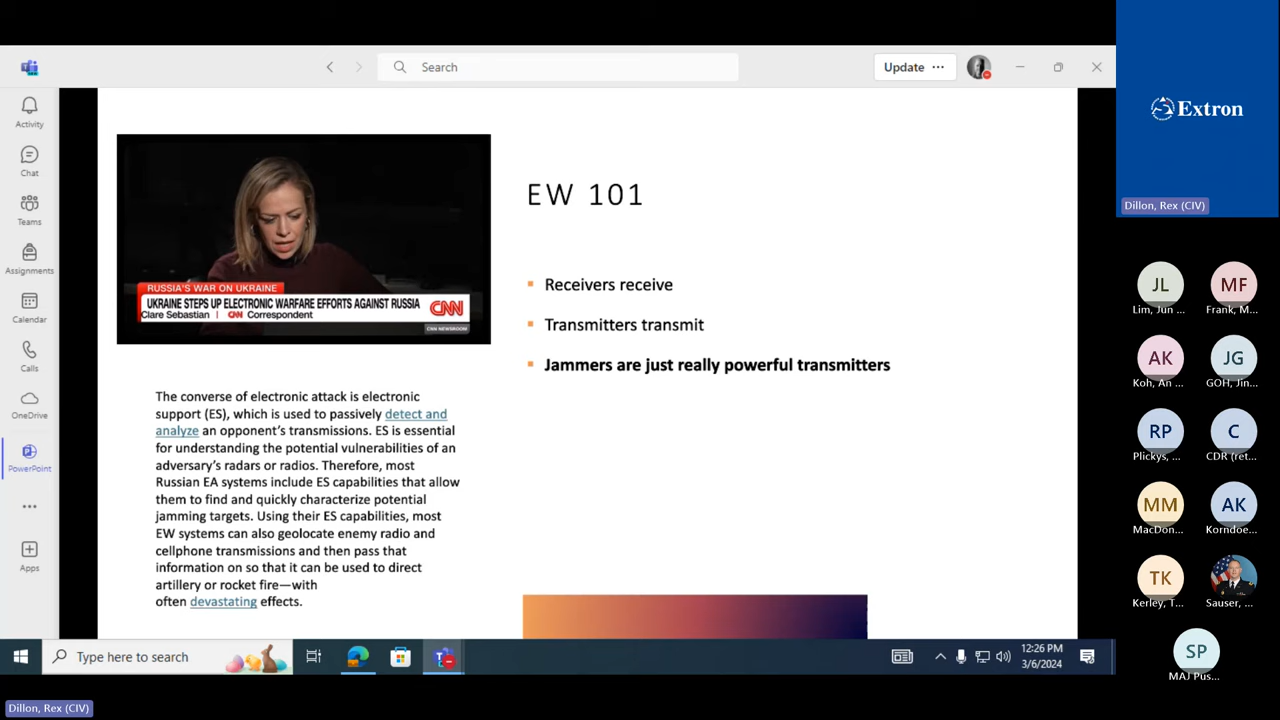 Search
Update
Extron
Dillon, Rex (CIV)
Activity
Chat
Teams
Assignments
Calendar
Calls
OneDrive
PowerPoint
Apps
RUSSIA'S WAR ON UKRAINE
UKRAINE STEPS UP ELECTRONIC WARFARE EFFORTS AGAINST RUSSIA
CNN
Clare Sebastian | CNN Correspondent
CNN NEWSROOM
EW 101
Receivers receive
Transmitters transmit
Jammers are just really powerful transmitters
The converse of electronic attack is electronic
support (ES), which is used to passively detect and
analyze an opponent's transmissions. ES is essential
for understanding the potential vulnerabilities of an
adversary's radars or radios. Therefore, most
Russian EA systems include ES capabilities that allow
them to find and quickly characterize potential
jamming targets. Using their ES capabilities, most
EW systems can also geolocate enemy radio and
cellphone transmissions and then pass that
information on so that it can be used to direct
artillery or rocket fire—with
often devastating effects.
JL
MF
Lim, Jun ...
Frank, M...
AK
JG
Koh, An ...
GOH, Jin...
RP
C
Plickys, ...
CDR (ret...
MM
AK
MacDon...
Korndoe...
TK
Kerley, T...
Sauser, ...
SP
MAJ Pus...
Type here to search
12:26 PM
3/6/2024
Dillon, Rex (CIV)